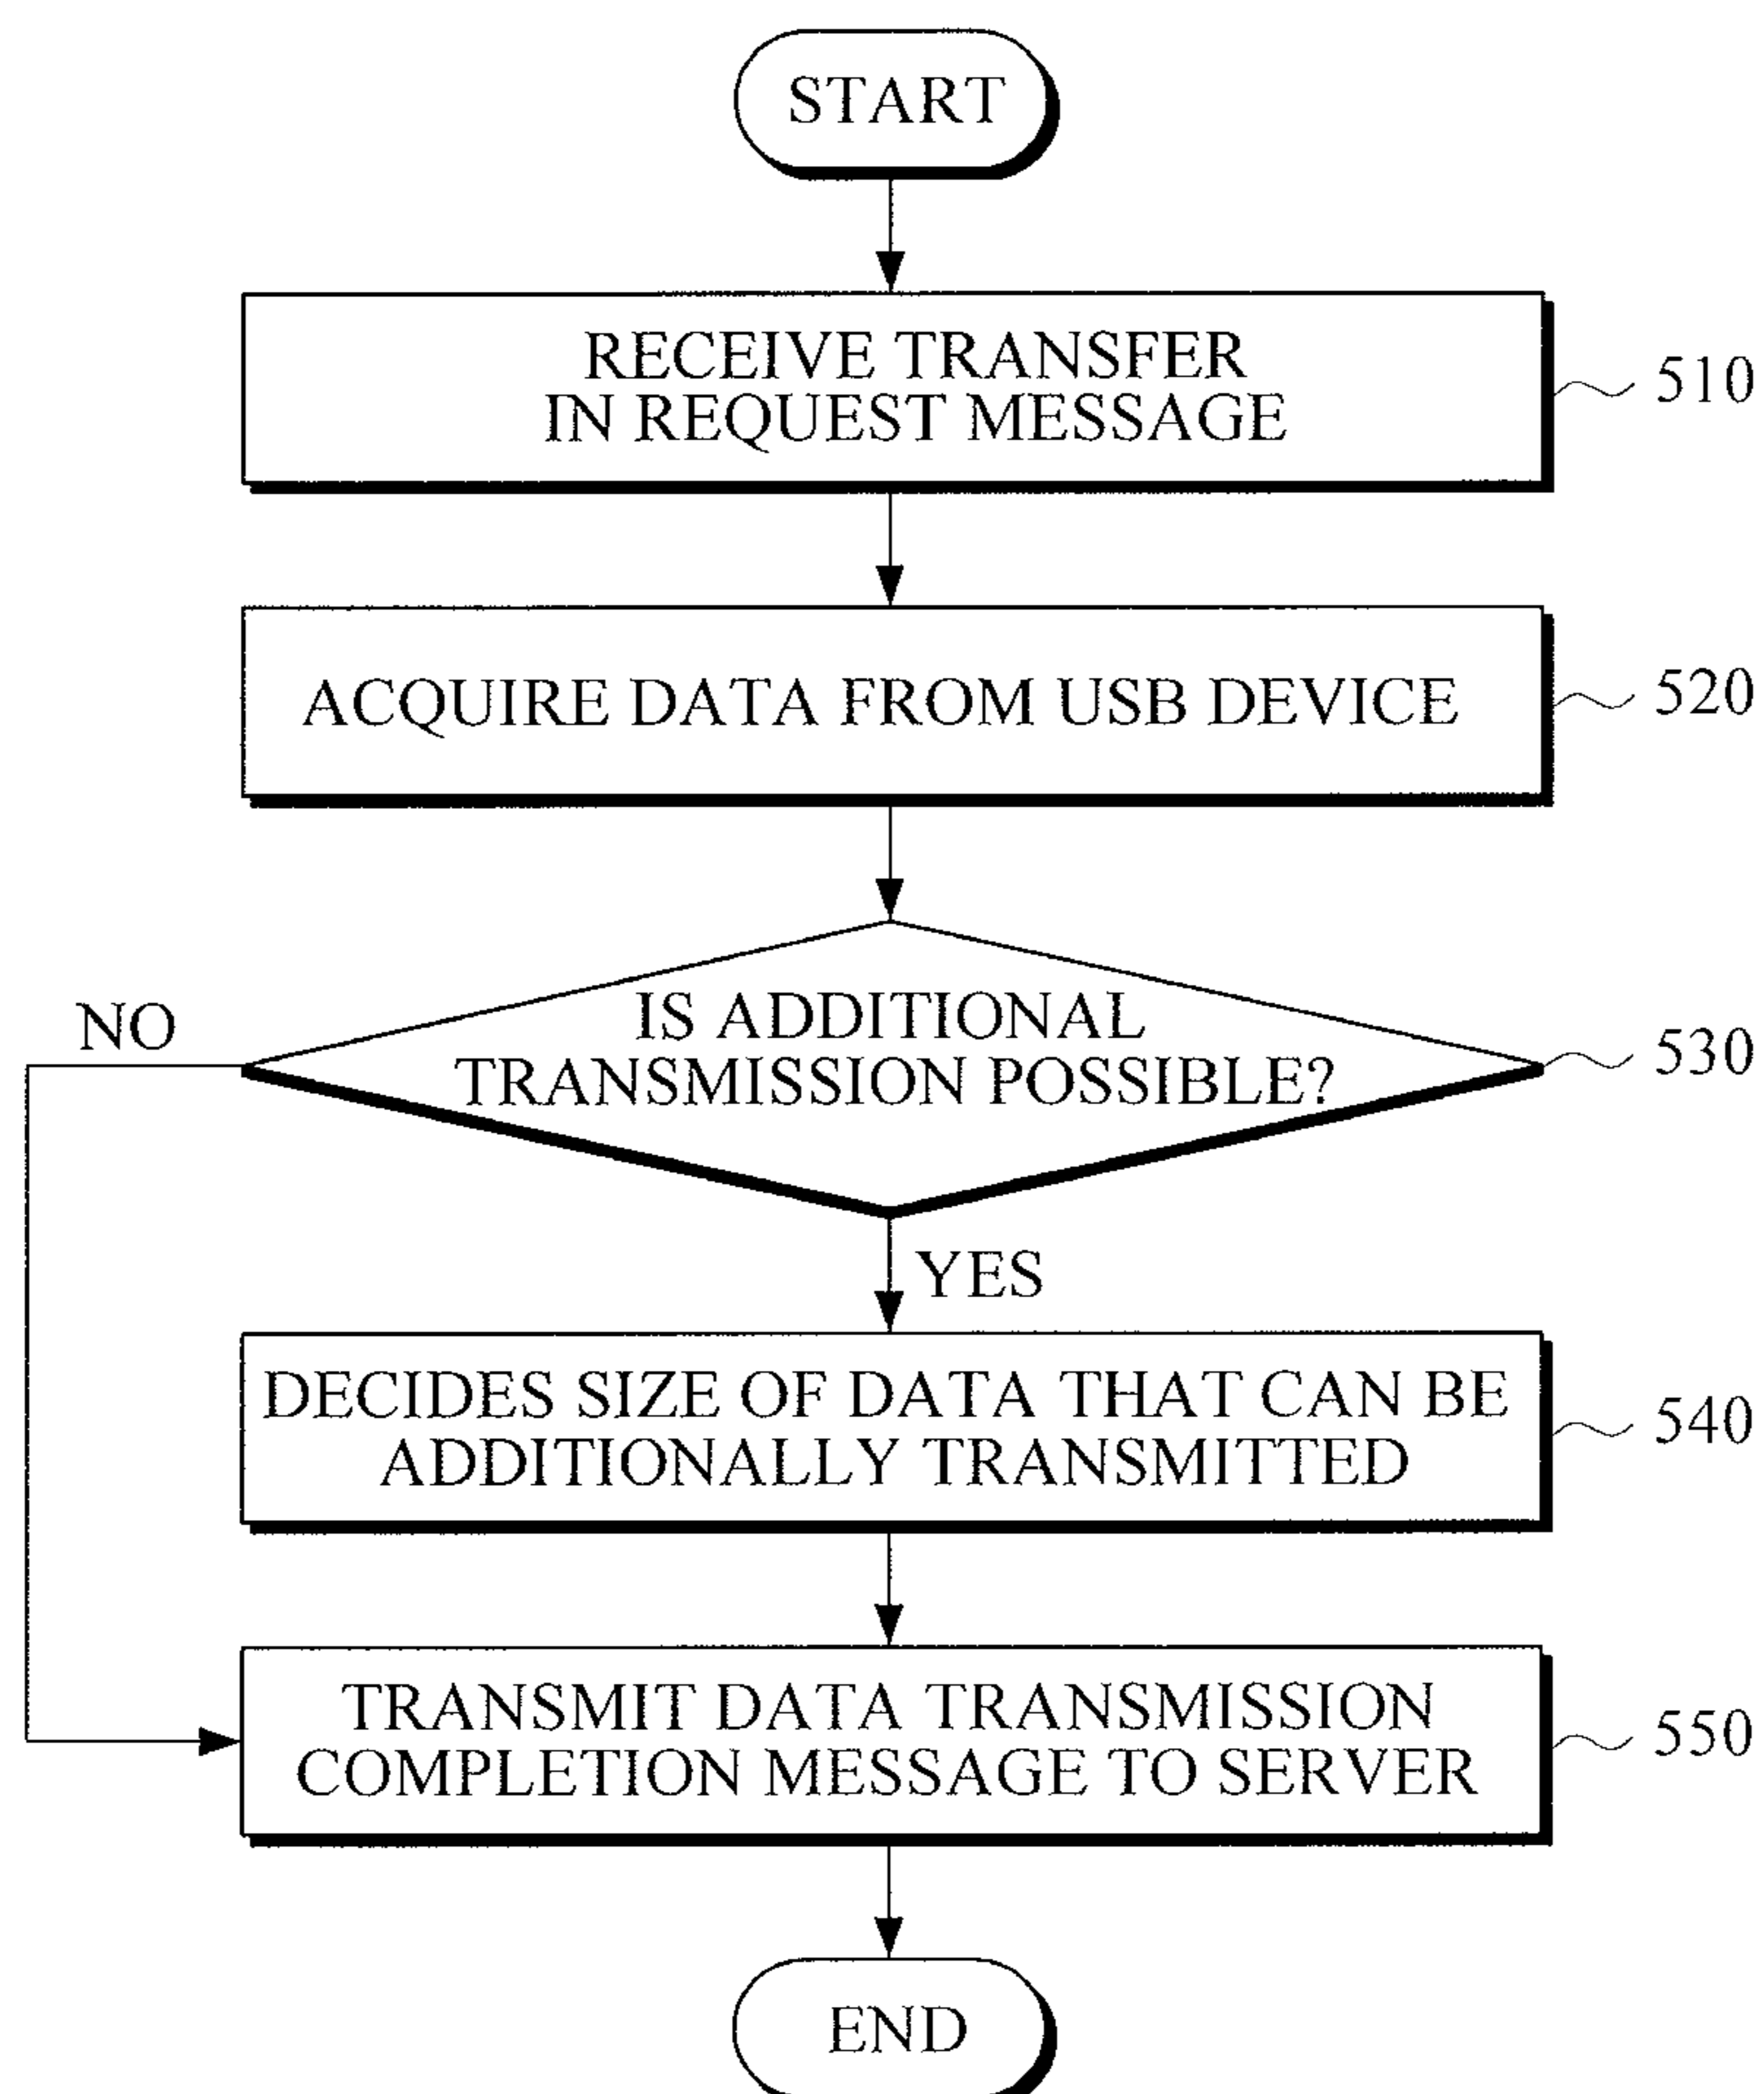 START
RECEIVE TRANSFER
IN REQUEST MESSAGE
510
ACQUIRE DATA FROM USB DEVICE
520
NO
IS ADDITIONAL
TRANSMISSION POSSIBLE?
530
YES
DECIDES SIZE OF DATA THAT CAN BE
ADDITIONALLY TRANSMITTED
540
TRANSMIT DATA TRANSMISSION
COMPLETION MESSAGE TO SERVER
550
END